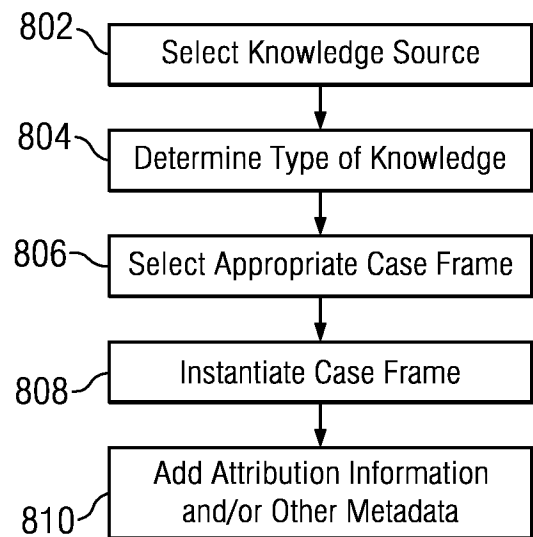 802
Select Knowledge Source
804
Determine Type of Knowledge
806
Select Appropriate Case Frame
808
Instantiate Case Frame
810
Add Attribution Information
and/or Other Metadata